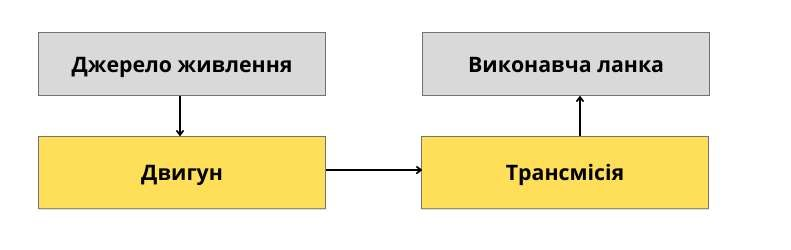 Джерело живлення
Виконавча ланка
Двигун
Трансмісія